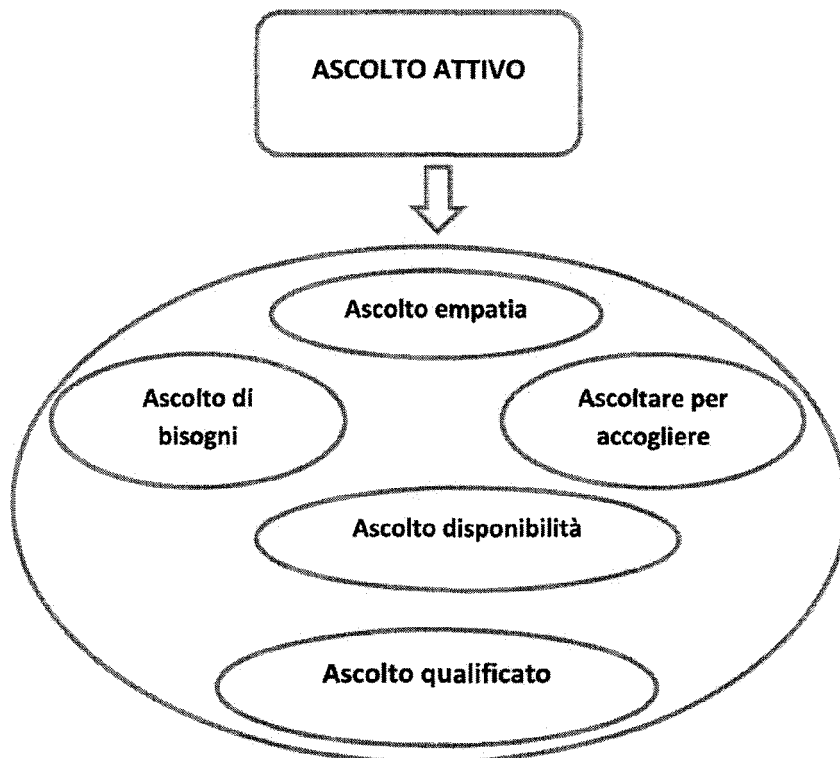 ASCOLTO ATTIVO
Ascolto empatia
Ascolto di
bisogni
Ascoltare per
accogliere
Ascolto disponibilità
Ascolto qualificato